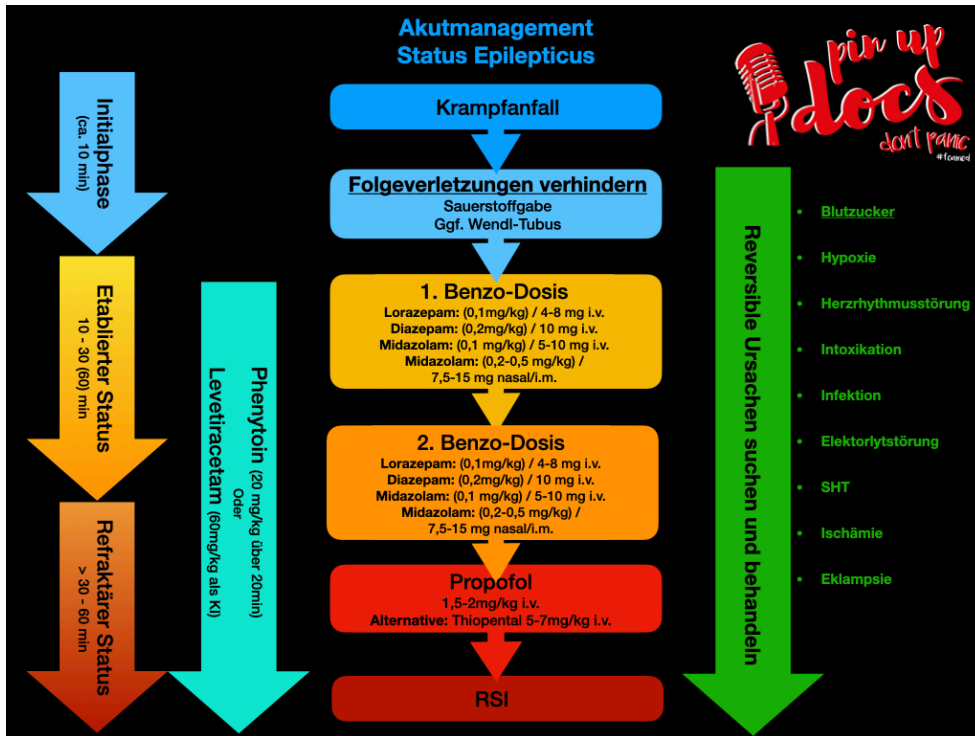 Akutmanagement
Status Epilepticus
pin up
docs
don't panic
#foamed
Initialphase
(ca. 10 min)
Etablierter Status
10 - 30 (60) min
Refraktärer Status
> 30 - 60 min
Phenytoin (20 mg/kg über 20min)
Oder
Levetiracetam (60mg/kg als KI)
Krampfanfall
Folgeverletzungen verhindern
Sauerstoffgabe
Ggf. Wendl-Tubus
1. Benzo-Dosis
Lorazepam: (0,1mg/kg) / 4-8 mg i.v.
Diazepam: (0,2mg/kg) / 10 mg i.v.
Midazolam: (0,1 mg/kg) / 5-10 mg i.v.
Midazolam: (0,2-0,5 mg/kg) /
7,5-15 mg nasal/i.m.
2. Benzo-Dosis
Lorazepam: (0,1mg/kg) / 4-8 mg i.v.
Diazepam: (0,2mg/kg) / 10 mg i.v.
Midazolam: (0,1 mg/kg) / 5-10 mg i.v.
Midazolam: (0,2-0,5 mg/kg) /
7,5-15 mg nasal/i.m.
Propofol
1,5-2mg/kg i.v.
Alternative: Thiopental 5-7mg/kg i.v.
RSI
Reversible Ursachen suchen und behandeln
• Blutzucker
• Hypoxie
• Herzrhythmusstörung
• Intoxikation
• Infektion
• Elektorlytstörung
• SHT
• Ischämie
• Eklampsie